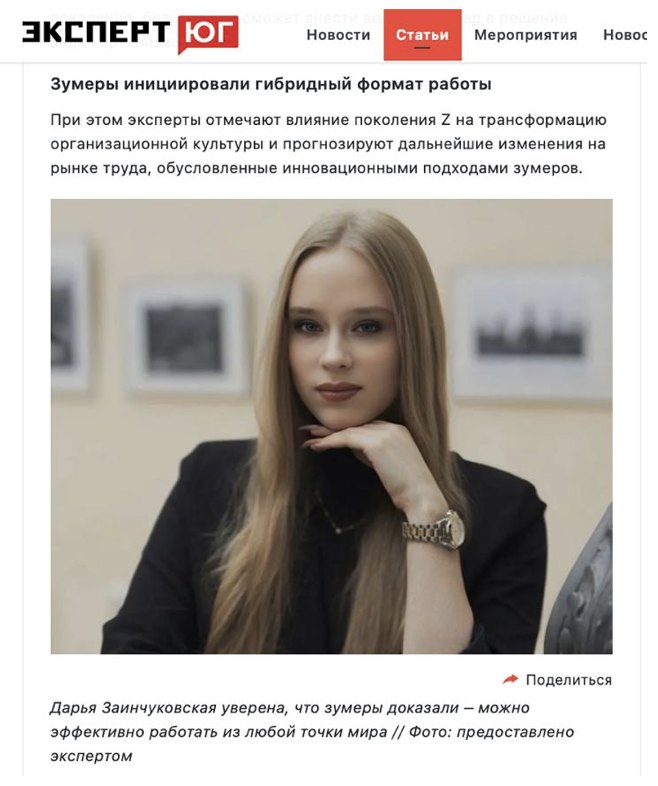 ЭКСПЕРТ ЮГ
Новости Статьи Мероприятия Новос
Зумеры инициировали гибридный формат работы
При этом эксперты отмечают влияние поколения Z на трансформацию
организационной культуры и прогнозируют дальнейшие изменения на
рынке труда, обусловленные инновационными подходами зумеров.
Поделиться
Дарья Заинчуковская уверена, что зумеры доказали – можно
эффективно работать из любой точки мира // Фото: предоставлено
экспертом